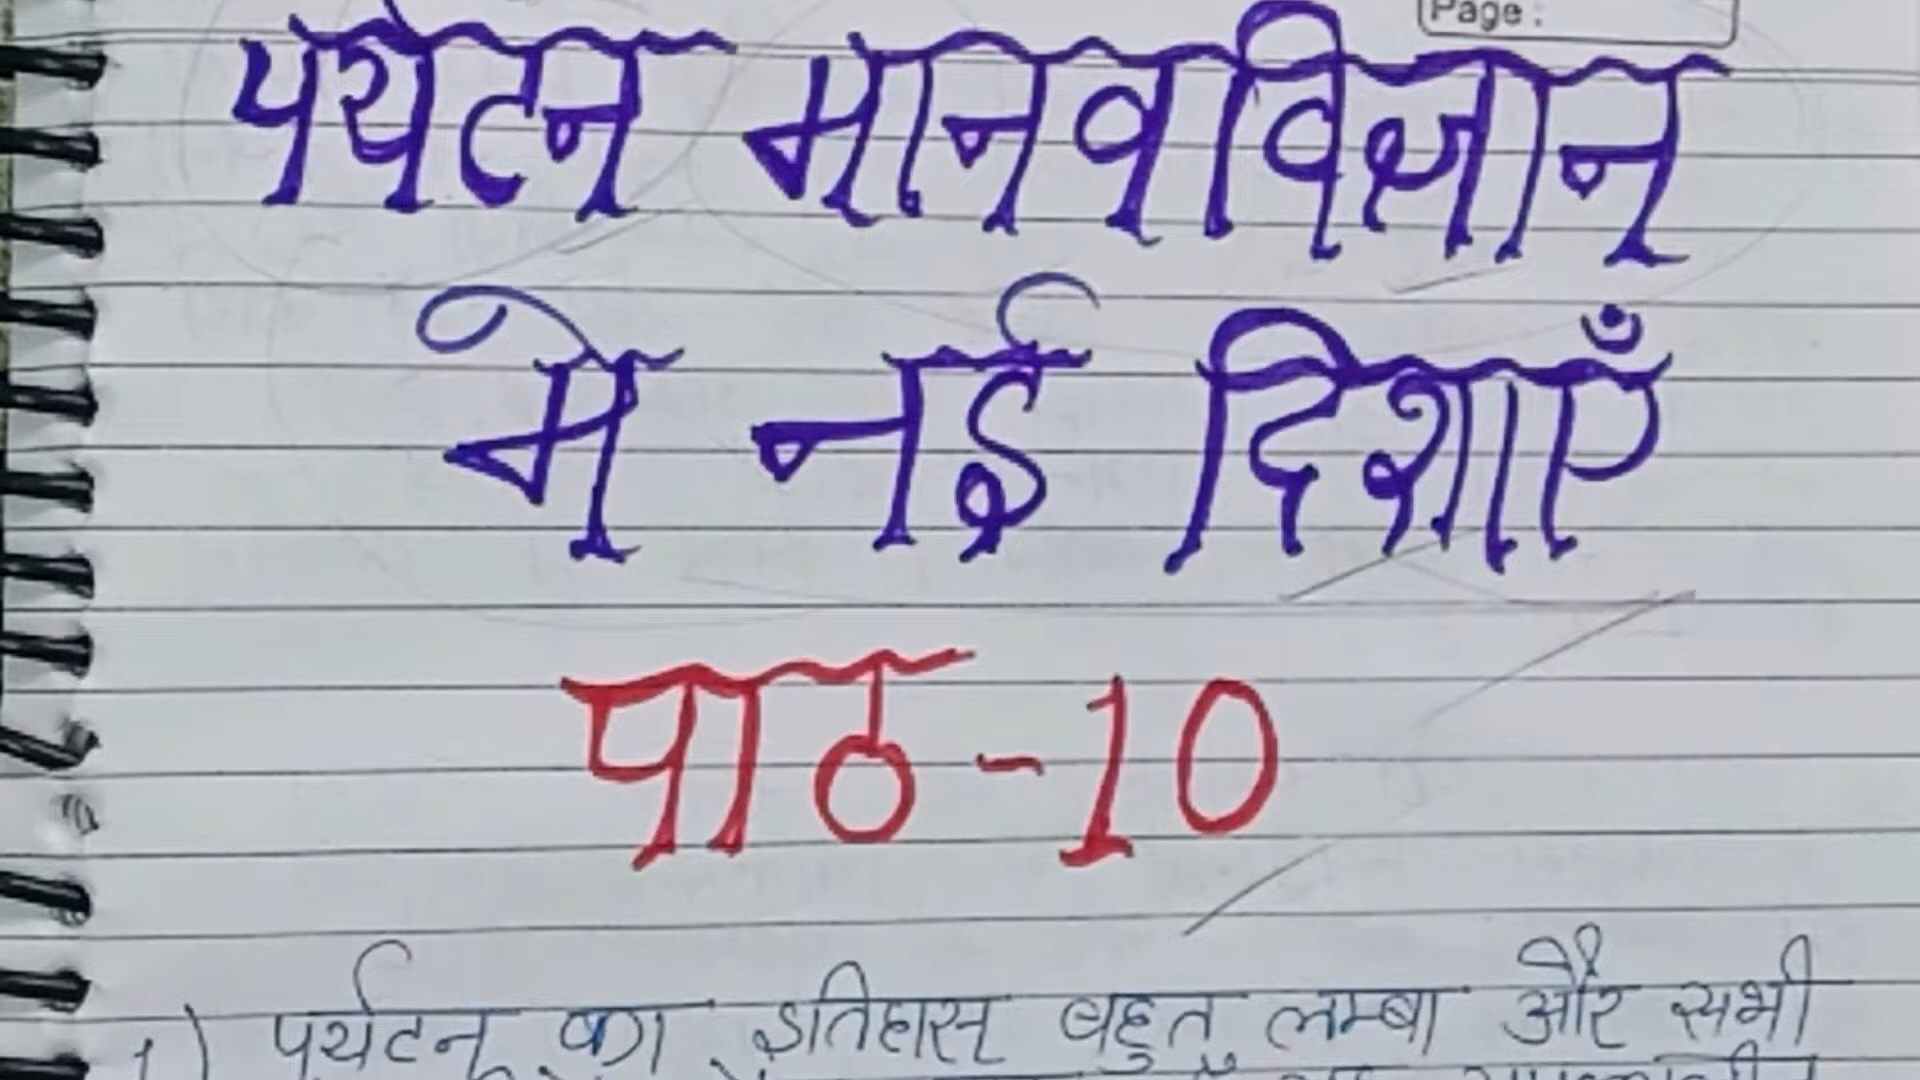 Page :
पर्यटन मानवविज्ञान
मे नई दिशाएँ
पाठ-10
1) पर्यटन का इतिहास बहुत लम्बा और सभी